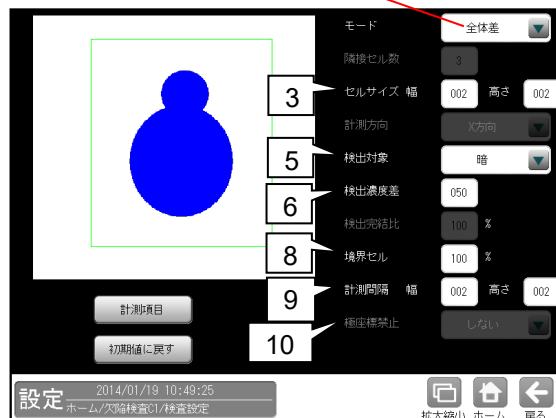 モード 全体差
隣接セル数 3
3 セルサイズ 幅 002 高さ 002
計測方向 X方向
5 検出対象 暗
6 検出濃度差 050
検出完結比 100 %
8 境界セル 100 %
9 計測間隔 幅 002 高さ 002
10 極座標禁止 しない
計測項目
初期値に戻す
設定 2014/01/19 10:49:25
ホーム/欠陥検査C1/検査設定
拡大縮小 ホーム 戻る